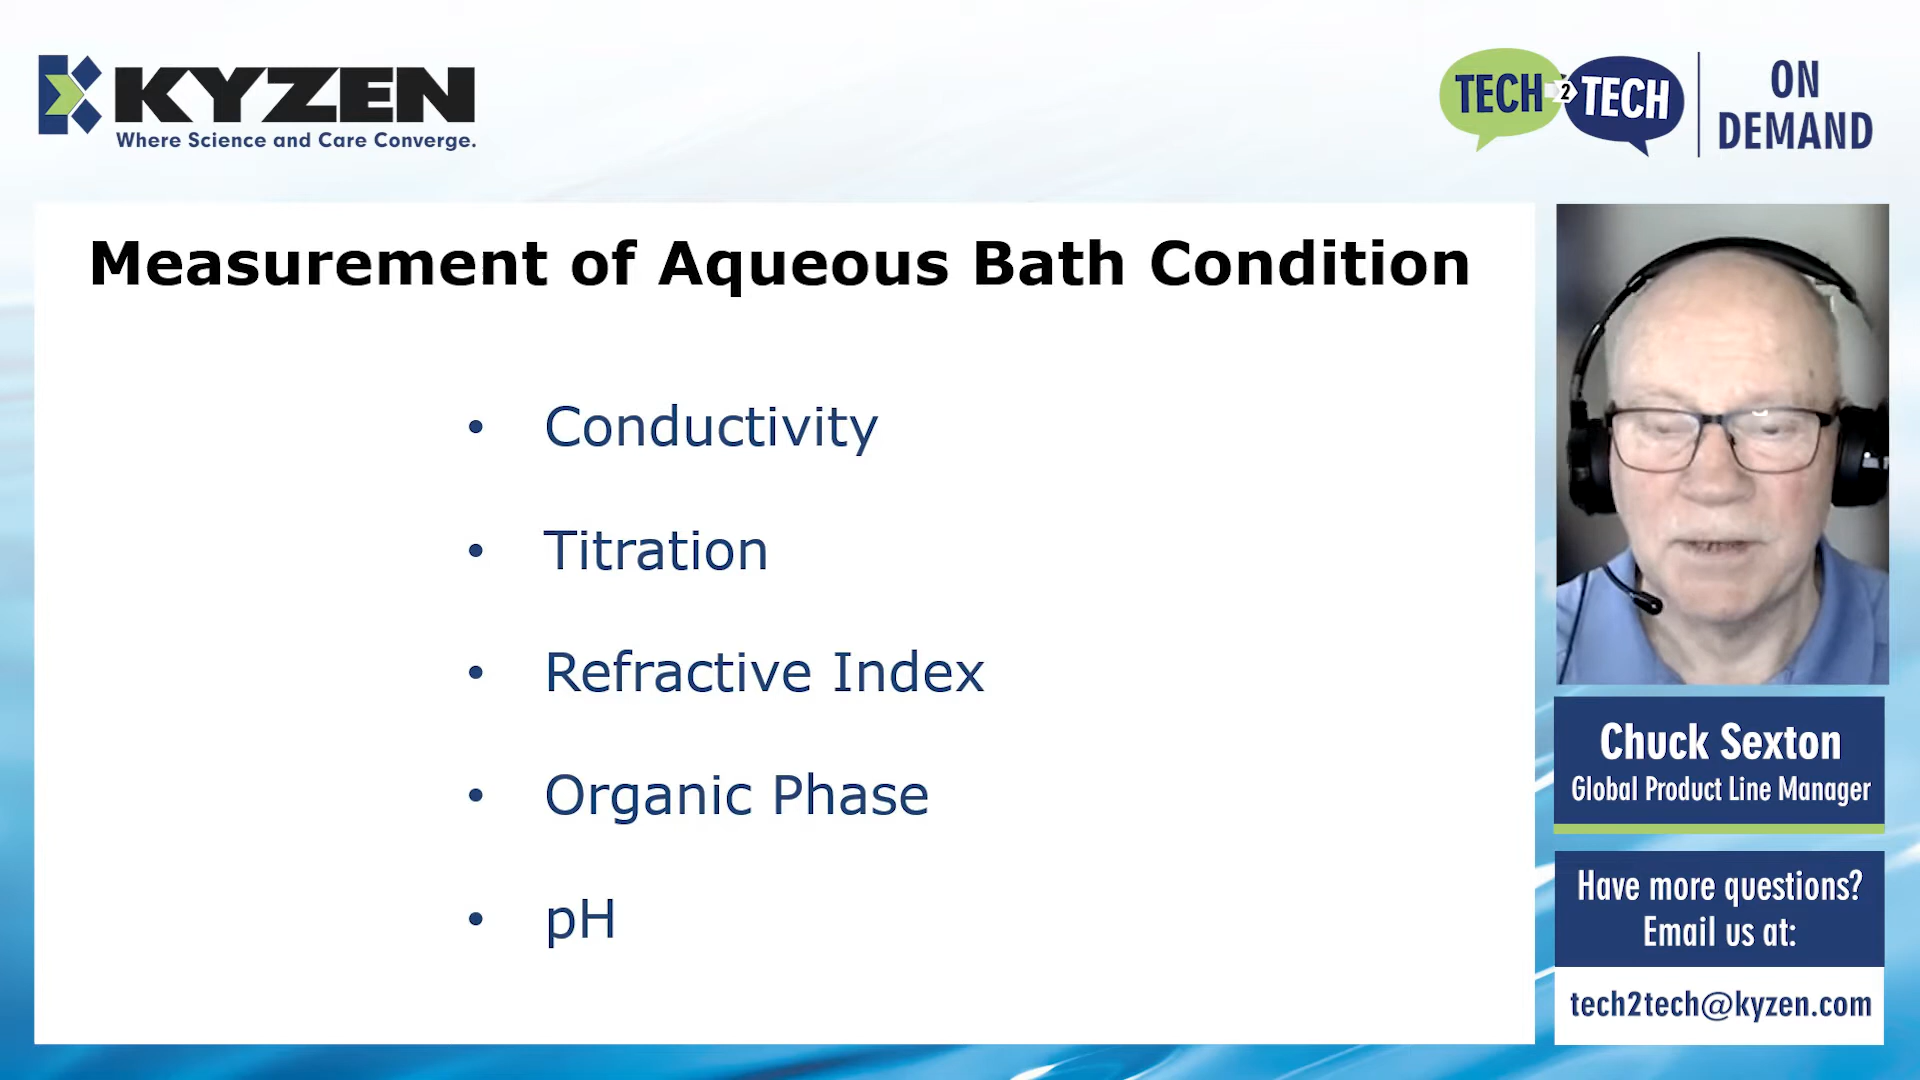 KYZEN
Where Science and Care Converge.
TECH 2 TECH
ON
DEMAND
Measurement of Aqueous Bath Condition
• Conductivity
• Titration
• Refractive Index
• Organic Phase
• pH
Chuck Sexton
Global Product Line Manager
Have more questions?
Email us at:
tech2tech@kyzen.com